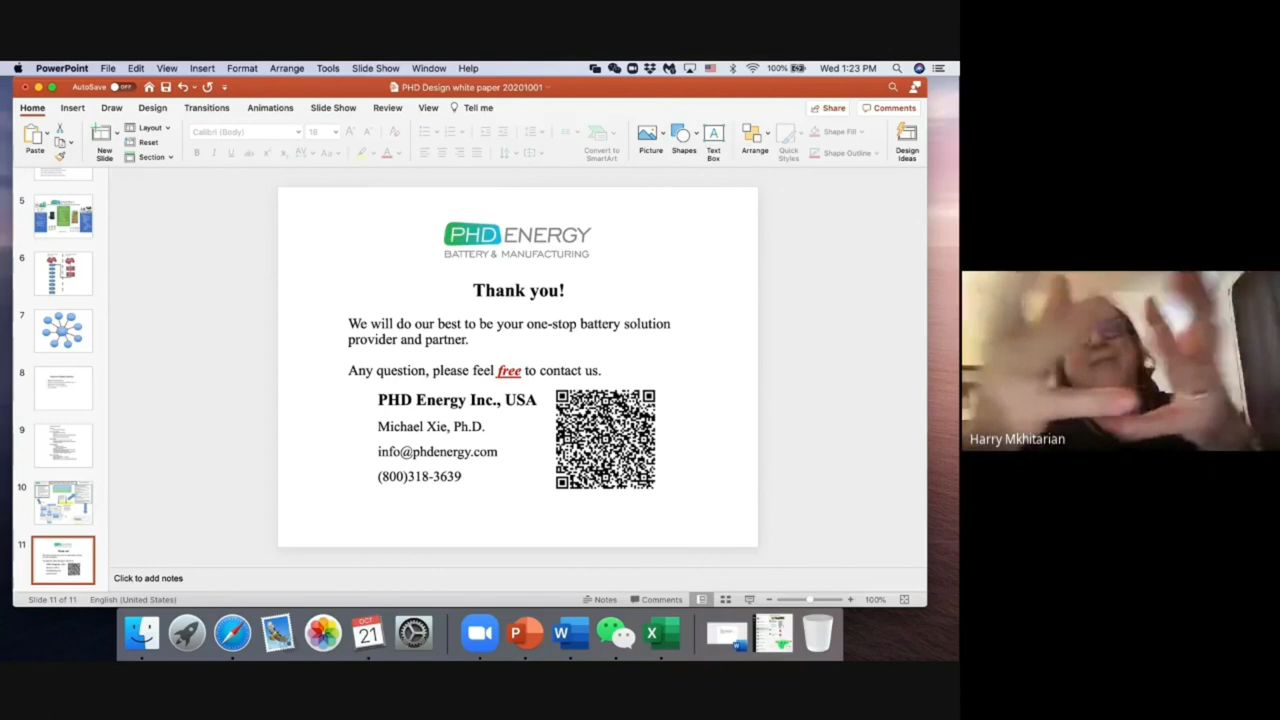 PowerPoint File Edit View Insert Format Arrange Tools Slide Show Window Help 100% Wed 1:23 PM
AutoSave OFF PHD Design white paper 20201001
Home Insert Draw Design Transitions Animations Slide Show Review View Tell me Share Comments
Paste
New Slide
Layout
Reset
Section
Calibri (Body) 18
Convert to SmartArt
Picture
Shapes
Text Box
Arrange
Quick Styles
Shape Fill
Shape Outline
Design Ideas
5
6
7
8
9
10
11
PHD ENERGY
BATTERY & MANUFACTURING
Thank you!
We will do our best to be your one-stop battery solution
provider and partner.
Any question, please feel free to contact us.
PHD Energy Inc., USA
Michael Xie, Ph.D.
info@phdenergy.com
(800)318-3639
Harry Mkhitarian
Click to add notes
Slide 11 of 11 English (United States) Notes Comments 100%
OCT
21